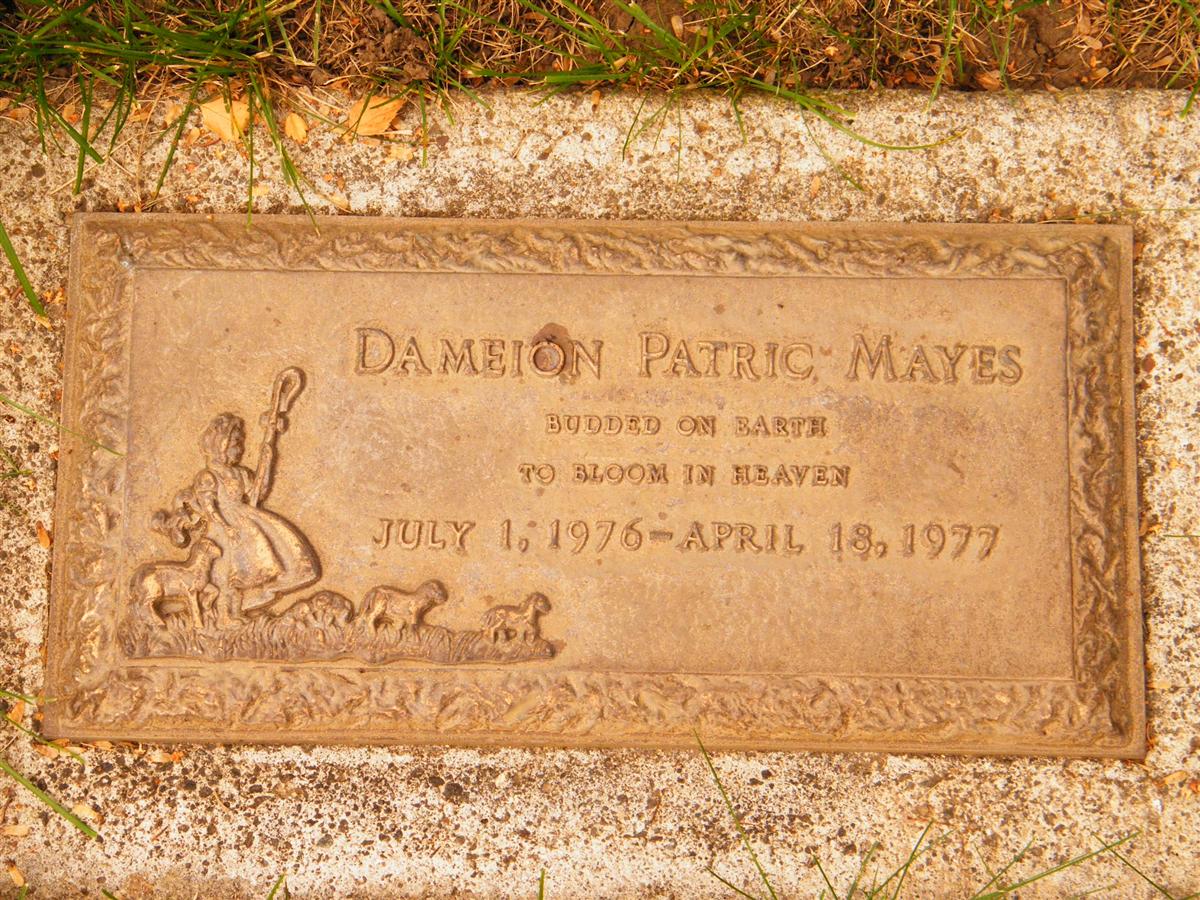 DAMEION PATRIC MAYES
BUDDED ON EARTH
TO BLOOM IN HEAVEN
JULY 1, 1976–APRIL 18, 1977